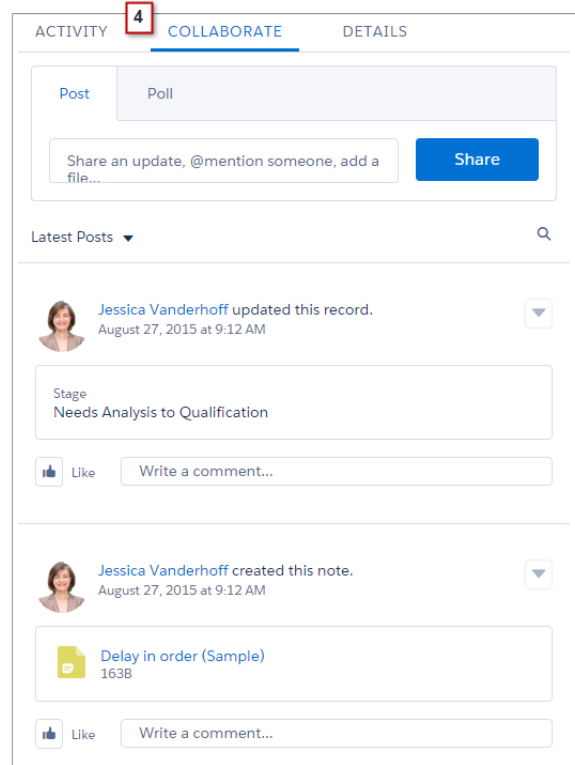 4
ACTIVITY COLLABORATE DETAILS
Post Poll
Share an update, @mention someone, add a
file...
Share
Latest Posts
Jessica Vanderhoff updated this record.
August 27, 2015 at 9:12 AM
Stage
Needs Analysis to Qualification
Like Write a comment...
Jessica Vanderhoff created this note.
August 27, 2015 at 9:12 AM
Delay in order (Sample)
163B
Like Write a comment...